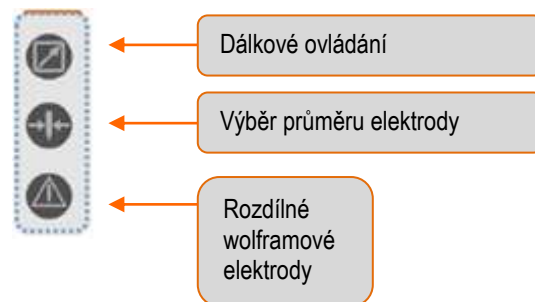 Dálkové ovládání
Výběr průměru elektrody
Rozdílné
wolframové
elektrody